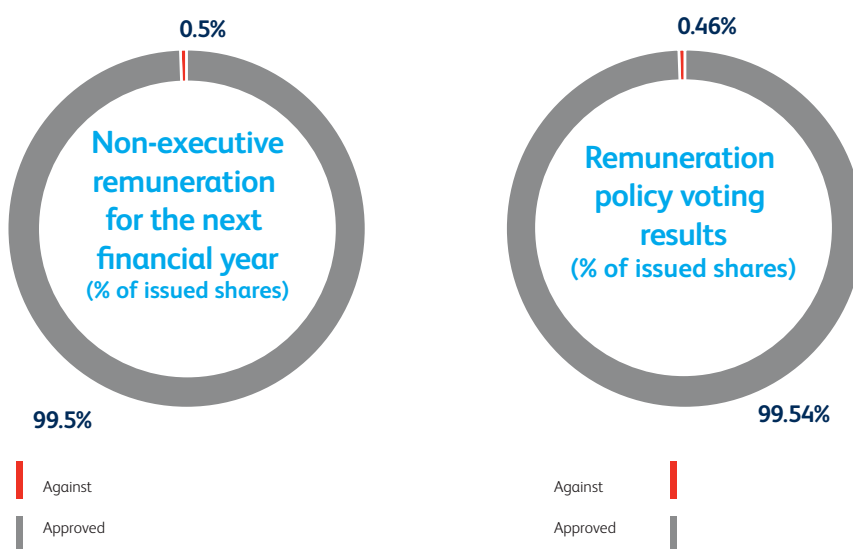 0.5%
Non-executive
remuneration
for the next
financial year
(% of issued shares)
99.5%
Against
Approved
0.46%
Remuneration
policy voting
results
(% of issued shares)
99.54%
Against
Approved